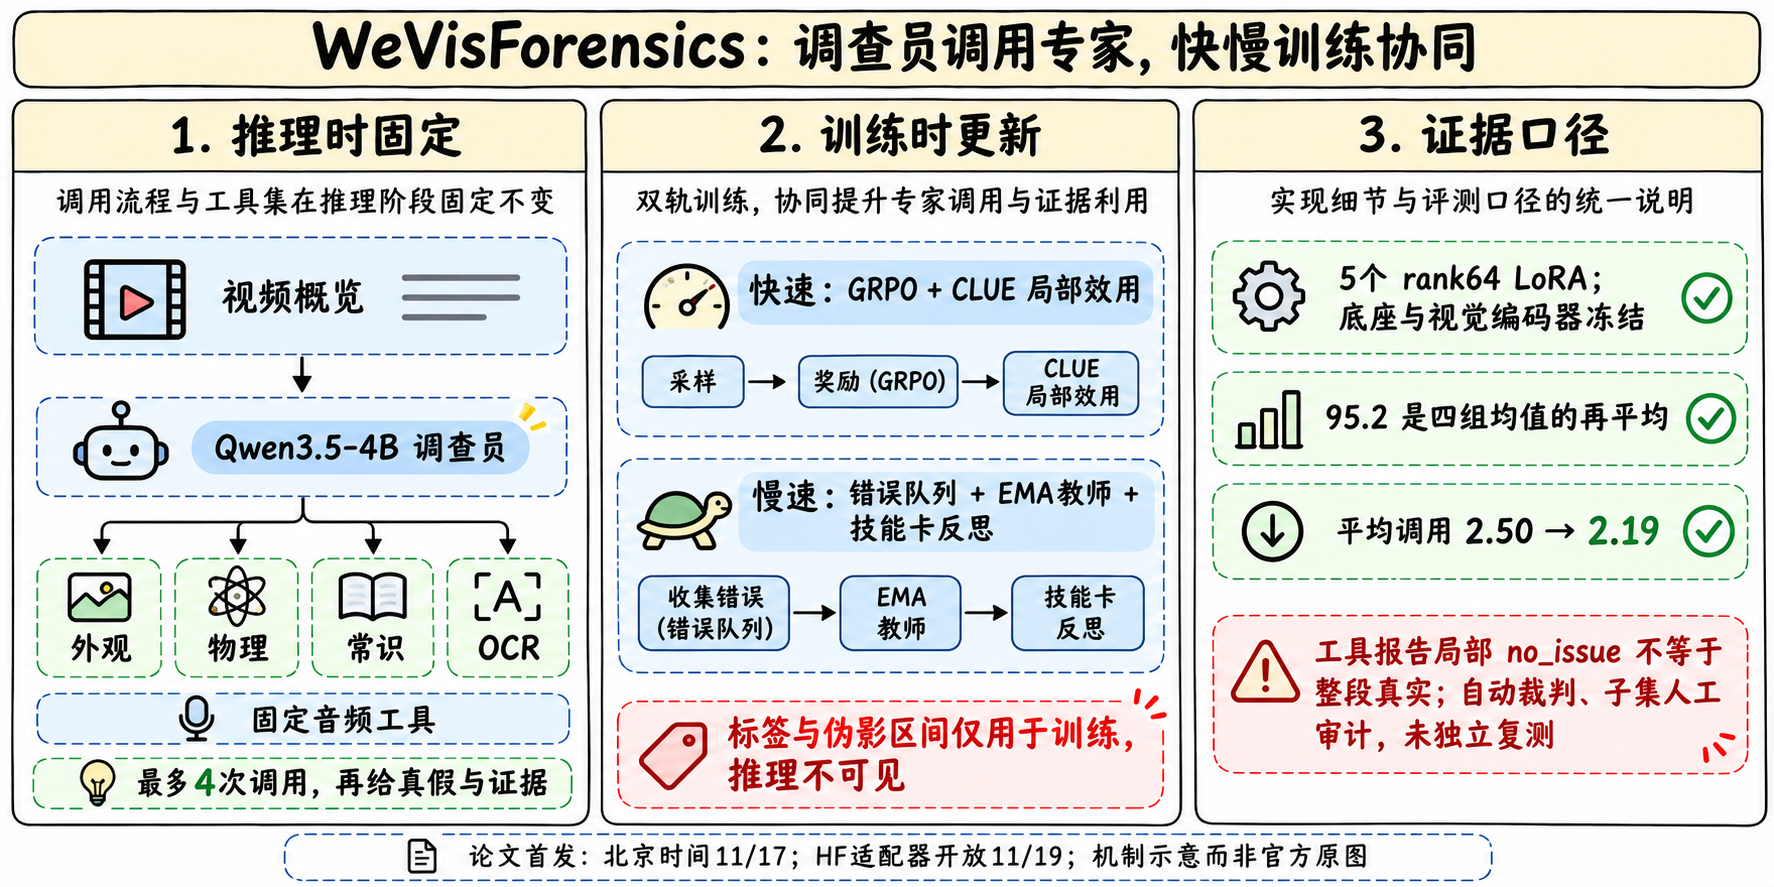 WeVisForensics：调查员调用专家，快慢训练协同
1. 推理时固定
调用流程与工具集在推理阶段固定不变
视频概览
Qwen3.5-4B 调查员
外观
物理
常识
A
OCR
固定音频工具
最多4次调用，再给真假与证据
2. 训练时更新
双轨训练，协同提升专家调用与证据利用
快速：GRPO + CLUE 局部效用
采样
奖励 (GRPO)
CLUE
局部效用
慢速：错误队列 + EMA教师 +
技能卡反思
收集错误
(错误队列)
EMA
教师
技能卡
反思
标签与伪影区间仅用于训练，
推理不可见
3. 证据口径
实现细节与评测口径的统一说明
5个 rank64 LoRA；
底座与视觉编码器冻结
95.2 是四组均值的再平均
平均调用 2.50 → 2.19
工具报告局部 no_issue 不等于
整段真实；自动裁判、子集人工
审计，未独立复测
论文首发：北京时间11/17；HF适配器开放11/19；机制示意而非官方原图